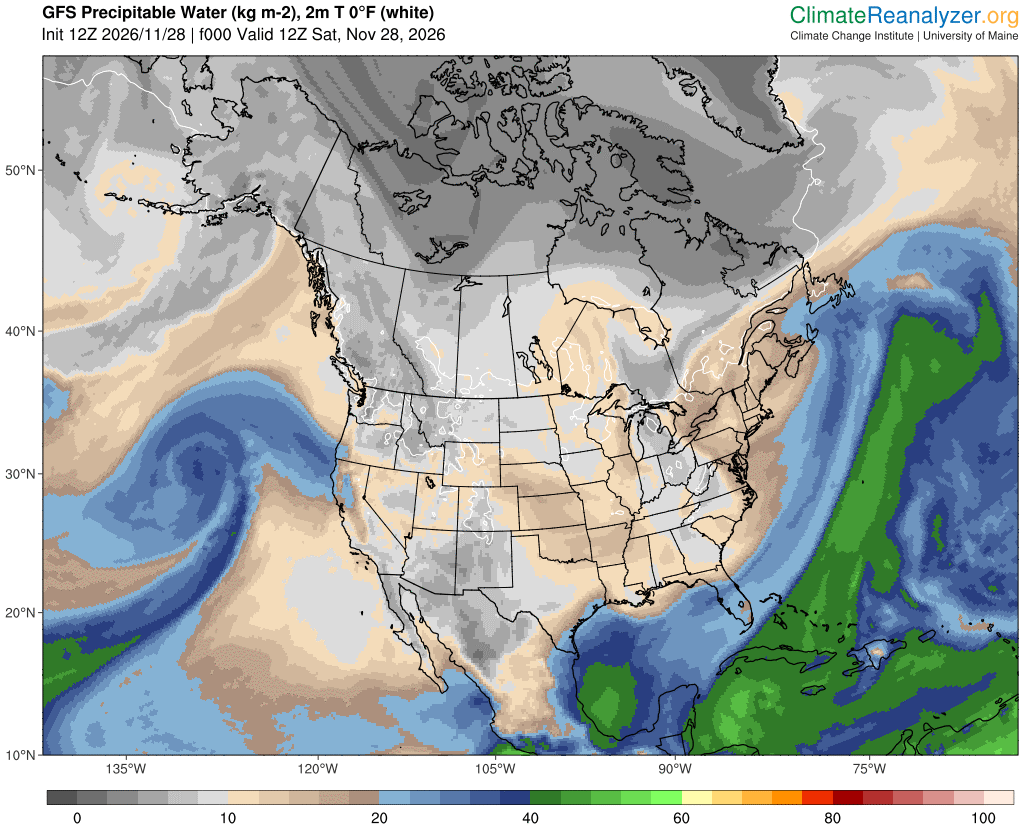 GFS Precipitable Water (kg m-2), 2m T 0°F (white)
Init 12Z 2026/11/28 | f000 Valid 12Z Sat, Nov 28, 2026
ClimateReanalyzer.org
Climate Change Institute | University of Maine
50°N
40°N
30°N
20°N
10°N
135°W 120°W 105°W 90°W 75°W
0 10 20 40 60 80 100